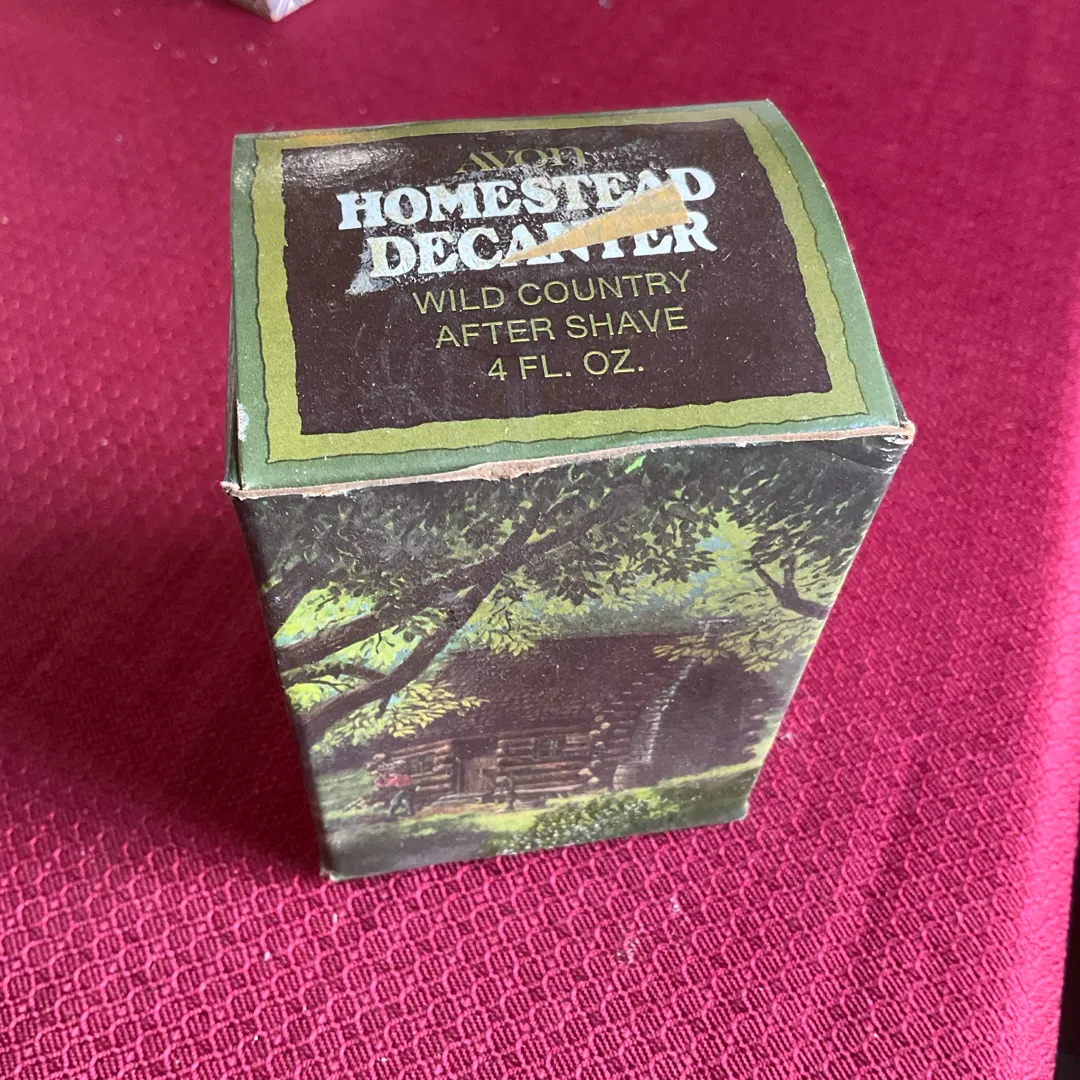 AVON
HOMESTEAD
DECANTER
WILD COUNTRY
AFTER SHAVE
4 FL. OZ.